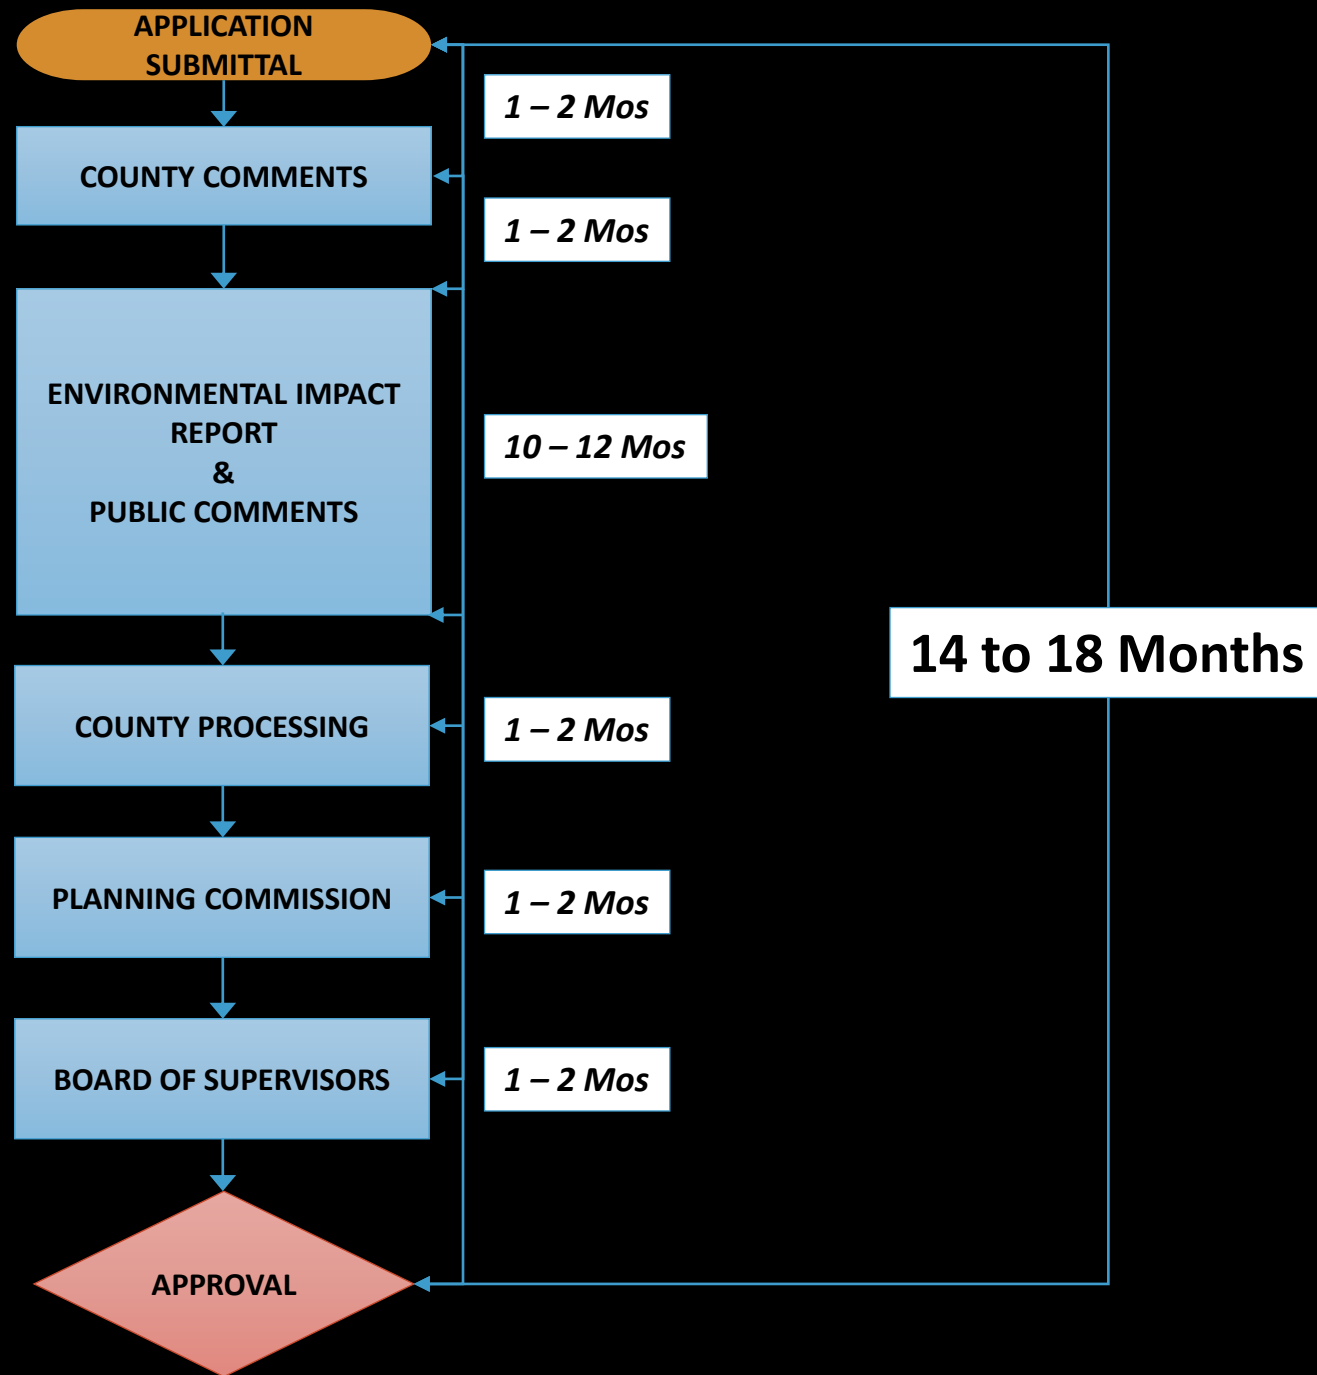 APPLICATION
SUBMITTAL
1 – 2 Mos
COUNTY COMMENTS
1 – 2 Mos
ENVIRONMENTAL IMPACT
REPORT
&
PUBLIC COMMENTS
10 – 12 Mos
14 to 18 Months
COUNTY PROCESSING
1 – 2 Mos
PLANNING COMMISSION
1 – 2 Mos
BOARD OF SUPERVISORS
1 – 2 Mos
APPROVAL